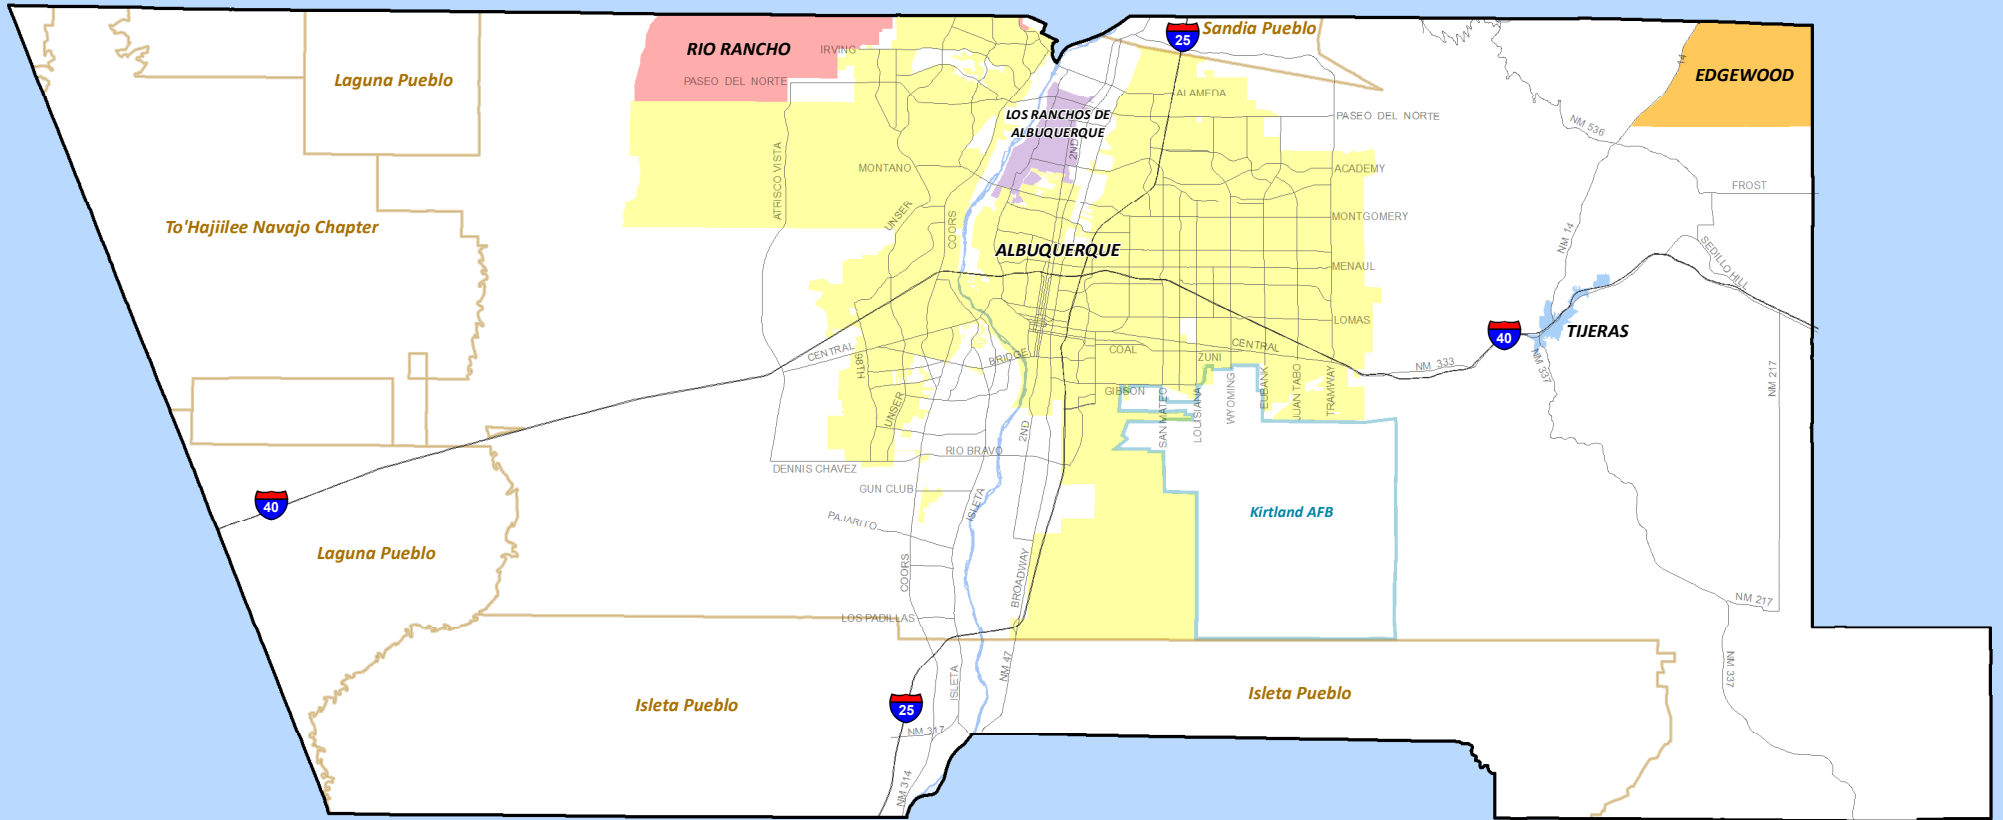 25
Sandia Pueblo
RIO RANCHO
IRVING
PASEO DEL NORTE
Laguna Pueblo
14
EDGEWOOD
ALAMEDA
LOS RANCHOS DE
ALBUQUERQUE
PASEO DEL NORTE
NM 536
2ND
ATRISCO VISTA
MONTANO
ACADEMY
FROST
UNSER
COORS
MONTGOMERY
To'Hajiilee Navajo Chapter
ALBUQUERQUE
NM 14
SEDILLO HILL
MENAUL
LOMAS
40
TIJERAS
CENTRAL
98TH
BRIDGE
COAL
ZUNI
CENTRAL
NM 333
NM 337
NM 217
GIBSON
SAN MATEO
LOUISIANA
WYOMING
EUBANK
JUAN TABO
TRAMWAY
UNSER
2ND
RIO BRAVO
DENNIS CHAVEZ
GUN CLUB
ISLETA
PAJARITO
40
Kirtland AFB
Laguna Pueblo
COORS
BROADWAY
NM 217
LOS PADILLAS
ISLETA
NM 47
NM 337
Isleta Pueblo
Isleta Pueblo
25
NM 317
NM 314